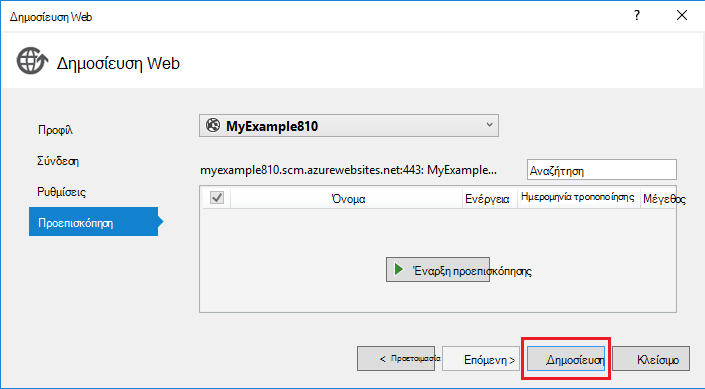 Δημοσίευση Web
?
Δημοσίευση Web
Προφίλ
Σύνδεση
Ρυθμίσεις
Προεπισκόπηση
MyExample810
myexample810.scm.azurewebsites.net:443: MyExample...
Αναζήτηση
Όνομα Ενέργεια Ημερομηνία τροποποίησης Μέγεθος
Έναρξη προεπισκόπησης
< Προετοιμασία Επόμενη > Δημοσίευση Κλείσιμο